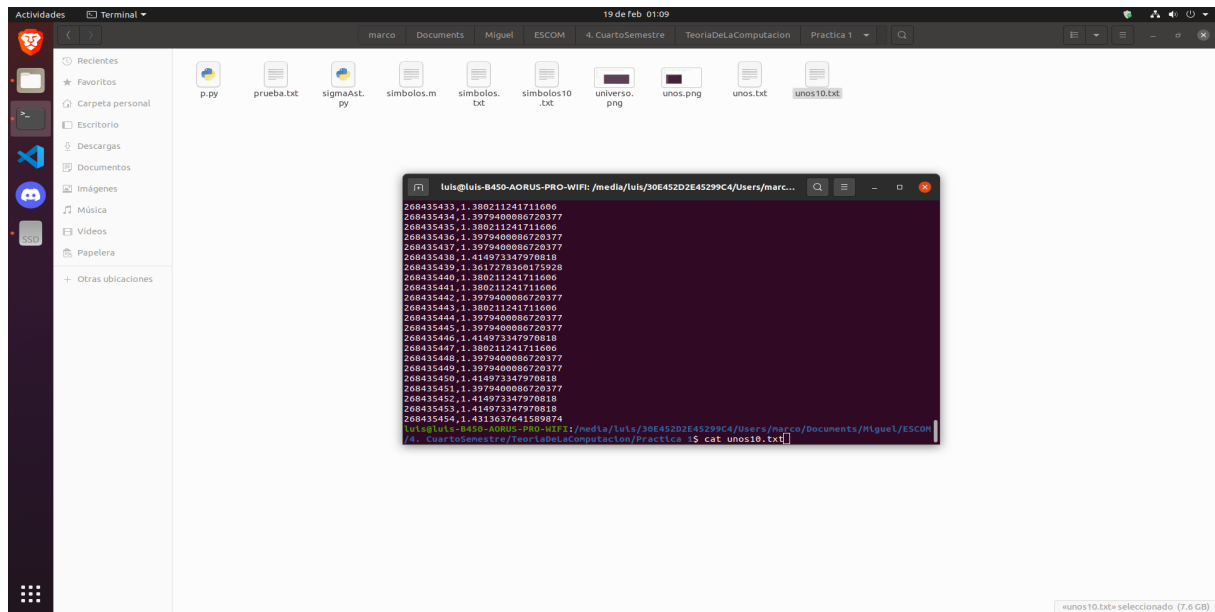 Actividades
Terminal
19 de feb 01:09
marco
Documents
Miguel
ESCOM
4. CuartoSemestre
TeoriaDeLaComputacion
Practica 1
Recientes
Favoritos
Carpeta personal
Escritorio
Descargas
Documentos
Imágenes
Música
Vídeos
Papelera
+ Otras ubicaciones
SSD
p.py
prueba.txt
sigmaAst.
py
simbolos.m
simbolos.
txt
simbolos10
.txt
universo.
png
unos.png
unos.txt
unos10.txt
luis@luis-B450-AORUS-PRO-WIFI: /media/luis/30E452D2E45299C4/Users/marc...
268435433,1.380211241711606
268435434,1.3979400086720377
268435435,1.380211241711606
268435436,1.3979400086720377
268435437,1.3979400086720377
268435438,1.414973347970818
268435439,1.3617278360175928
268435440,1.380211241711606
268435441,1.380211241711606
268435442,1.3979400086720377
268435443,1.380211241711606
268435444,1.3979400086720377
268435445,1.3979400086720377
268435446,1.414973347970818
268435447,1.380211241711606
268435448,1.3979400086720377
268435449,1.3979400086720377
268435450,1.414973347970818
268435451,1.3979400086720377
268435452,1.414973347970818
268435453,1.414973347970818
268435454,1.4313637641589874
luis@luis-B450-AORUS-PRO-WIFI:/media/luis/30E452D2E45299C4/Users/marco/Documents/Miguel/ESCOM
/4. CuartoSemestre/TeoriaDeLaComputacion/Practica 1$ cat unos10.txt
«unos10.txt» seleccionado (7.6 GB)